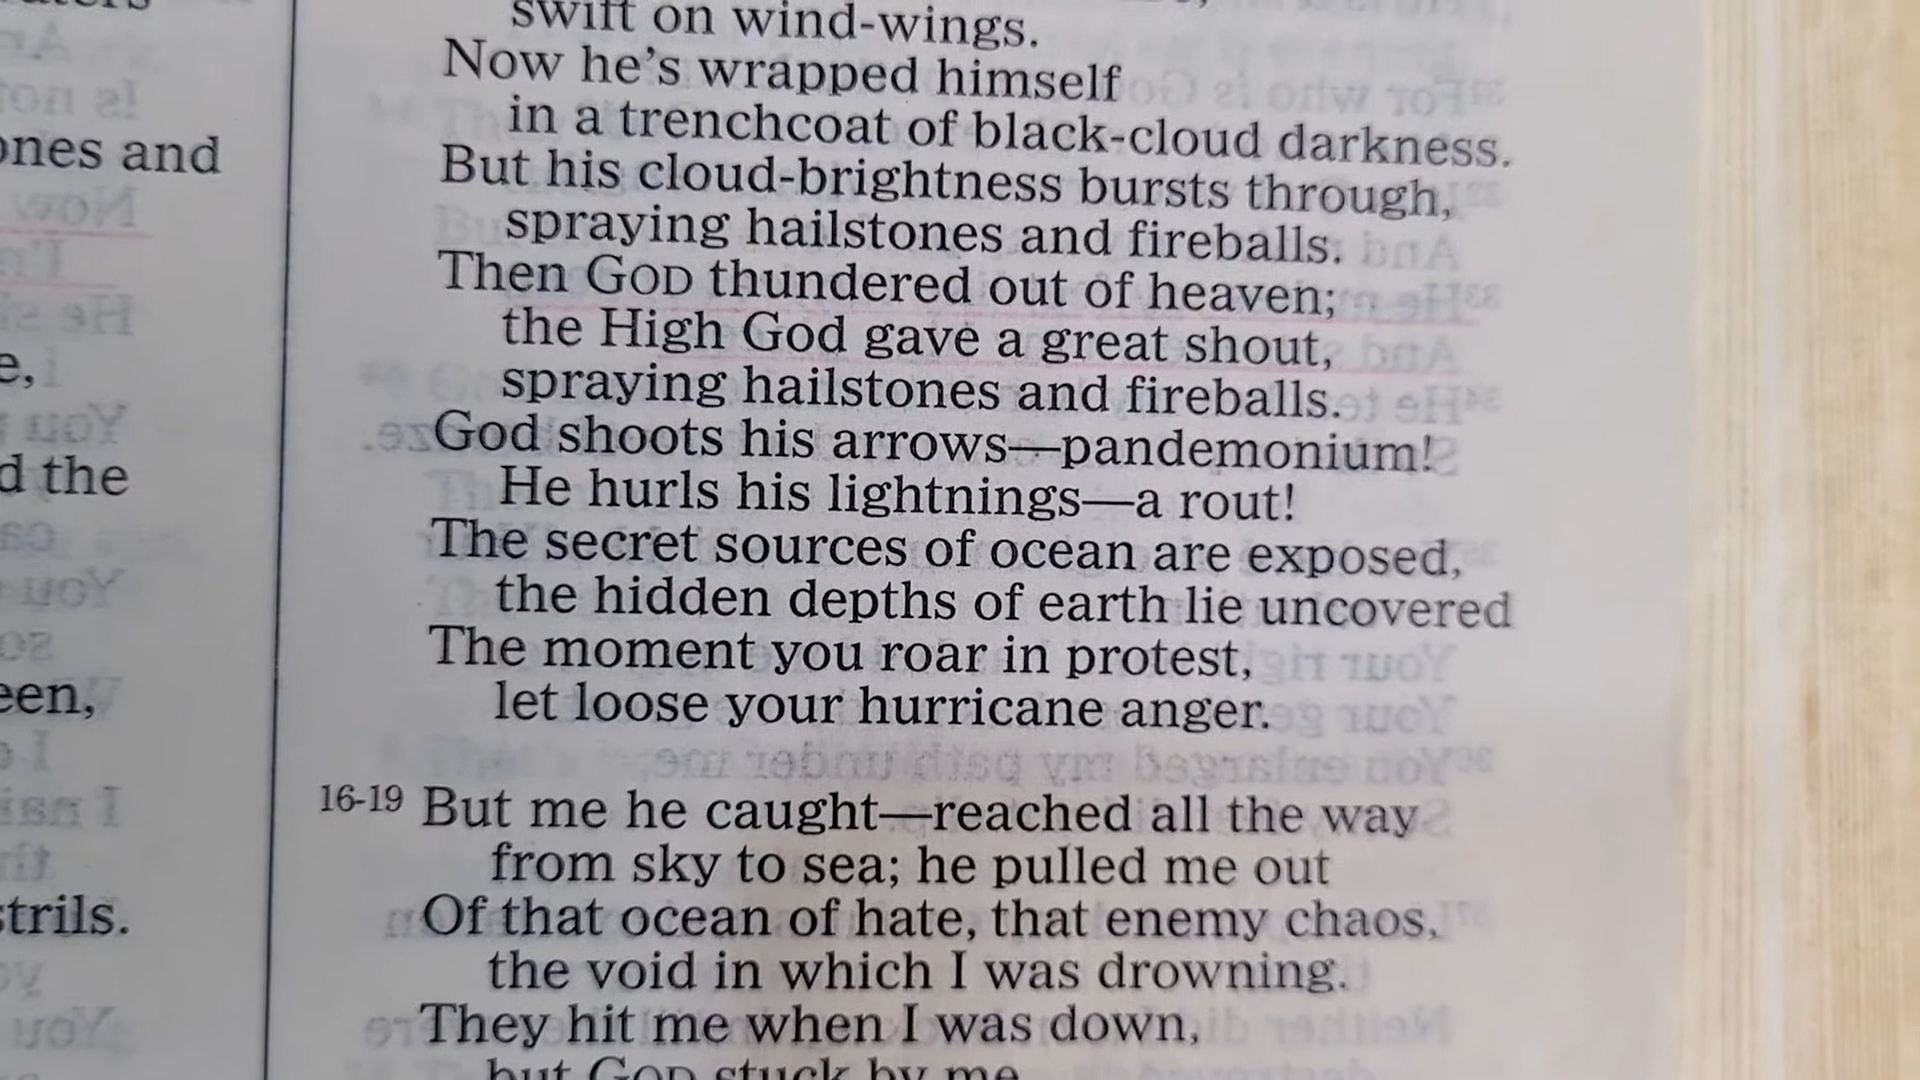 ones and
e,
d the
een,
strils.
swift on wind-wings.
Now he's wrapped himself
in a trenchcoat of black-cloud darkness.
But his cloud-brightness bursts through,
spraying hailstones and fireballs.
Then GOD thundered out of heaven;
the High God gave a great shout,
spraying hailstones and fireballs.
God shoots his arrows—pandemonium!
He hurls his lightnings—a rout!
The secret sources of ocean are exposed,
the hidden depths of earth lie uncovered
The moment you roar in protest,
let loose your hurricane anger.
16-19 But me he caught—reached all the way
from sky to sea; he pulled me out
Of that ocean of hate, that enemy chaos,
the void in which I was drowning.
They hit me when I was down,
but GOD stuck by me.